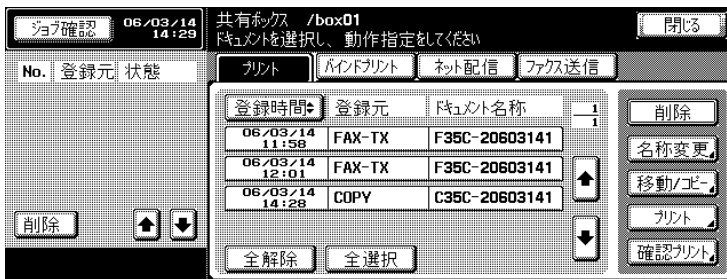 ジョブ確認 06/03/14 14:29
共有ボックス /box01
ドキュメントを選択し、動作指定をしてください
閉じる
No. 登録元 状態
プリント バインドプリント ネット配信 ファクス送信
登録時間 登録元 ドキュメント名称 1/1
06/03/14 11:58 FAX-TX F35C-20603141
06/03/14 12:01 FAX-TX F35C-20603141
06/03/14 14:28 COPY C35C-20603141
削除
名称変更
移動/コピー
プリント
確認プリント
削除
全解除 全選択